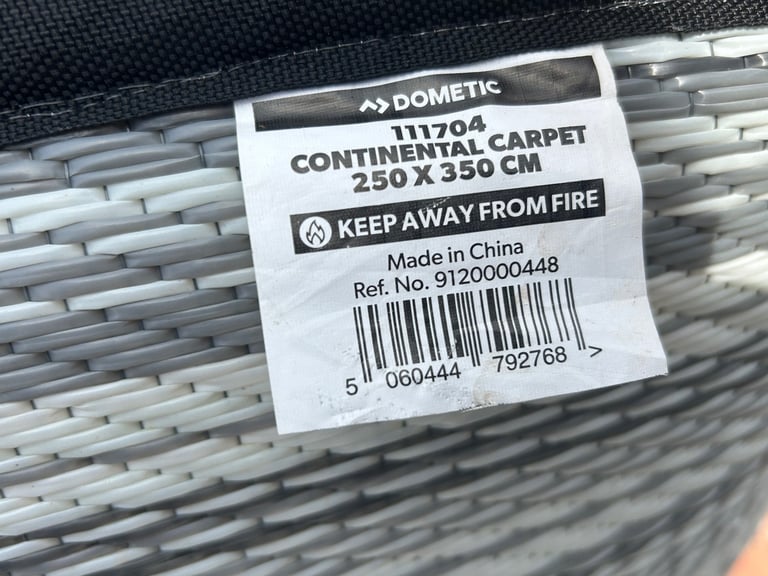 DOMETIC
111704
CONTINENTAL CARPET
250 X 350 CM
KEEP AWAY FROM FIRE
Made in China
Ref. No. 9120000448
5 060444 792768 >